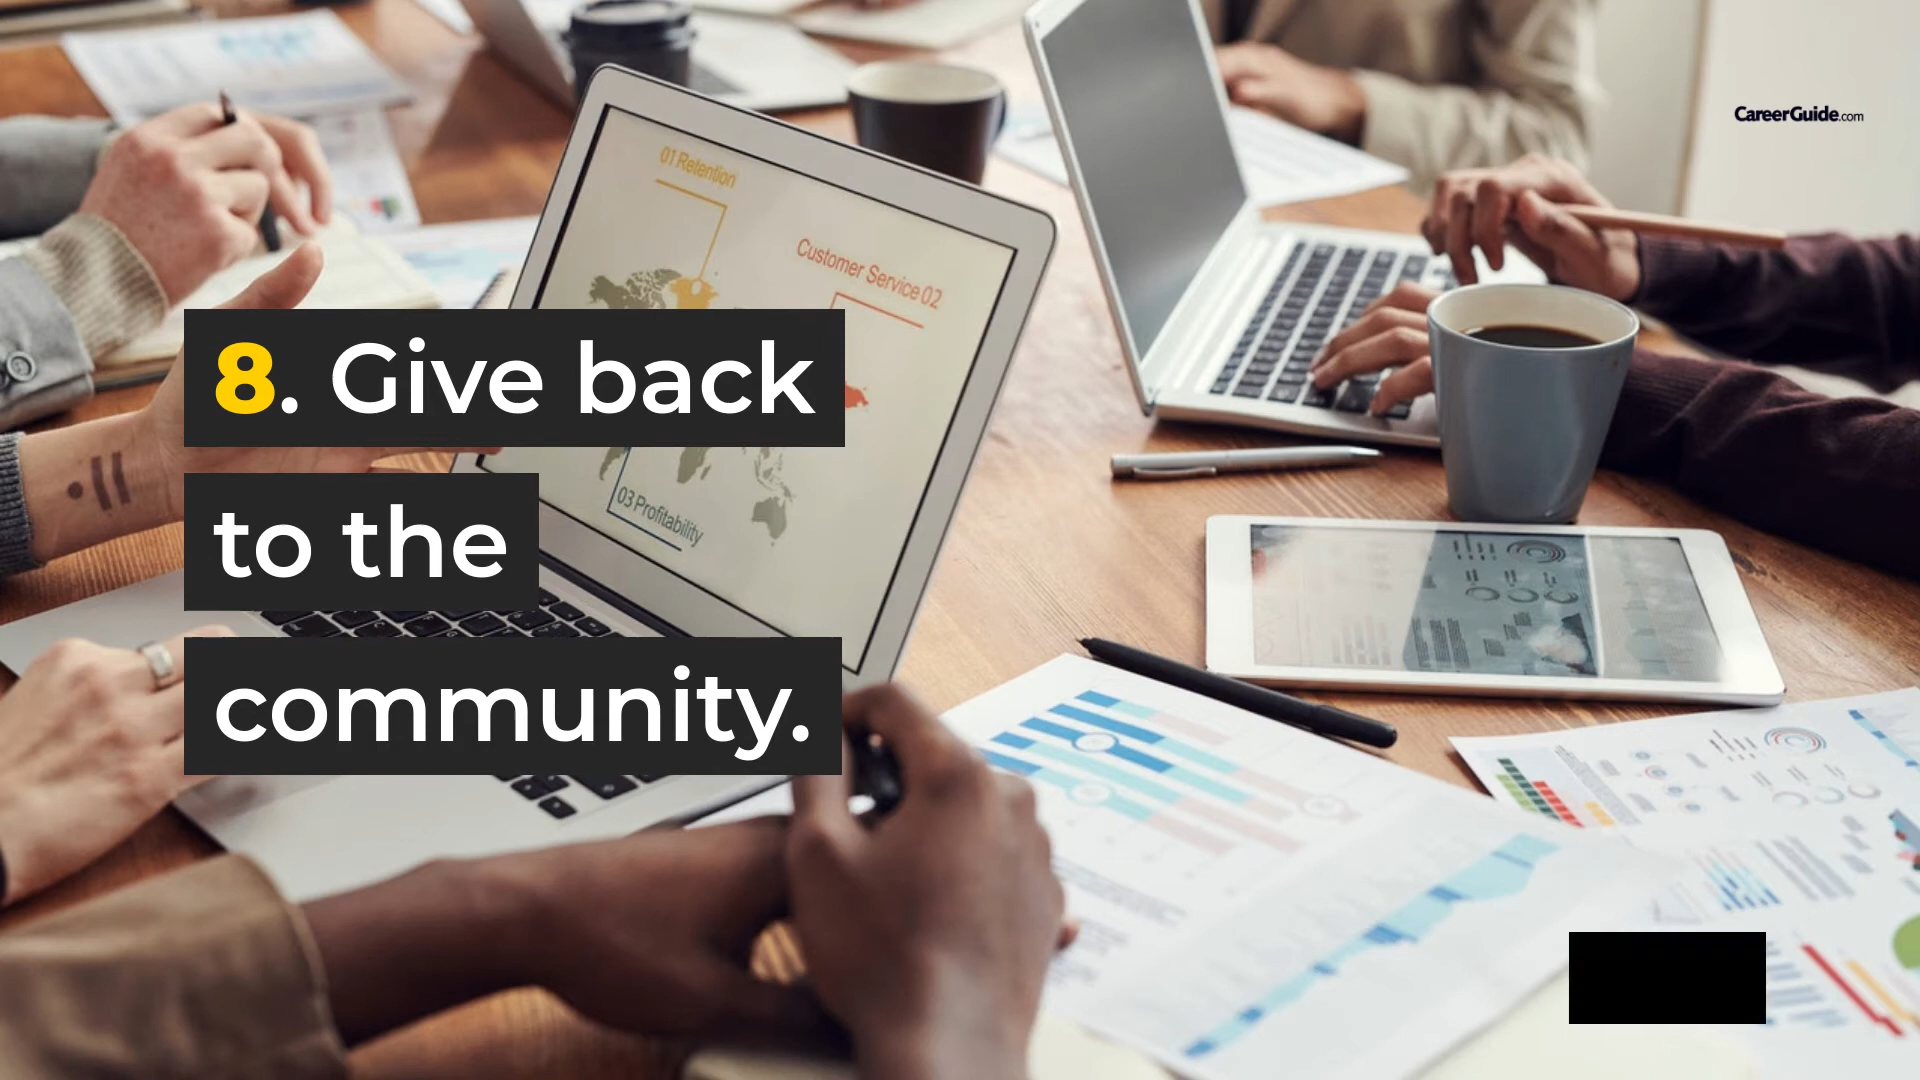 CareerGuide.com
01 Retention
Customer Service 02
8. Give back
to the
community.
03 Profitability